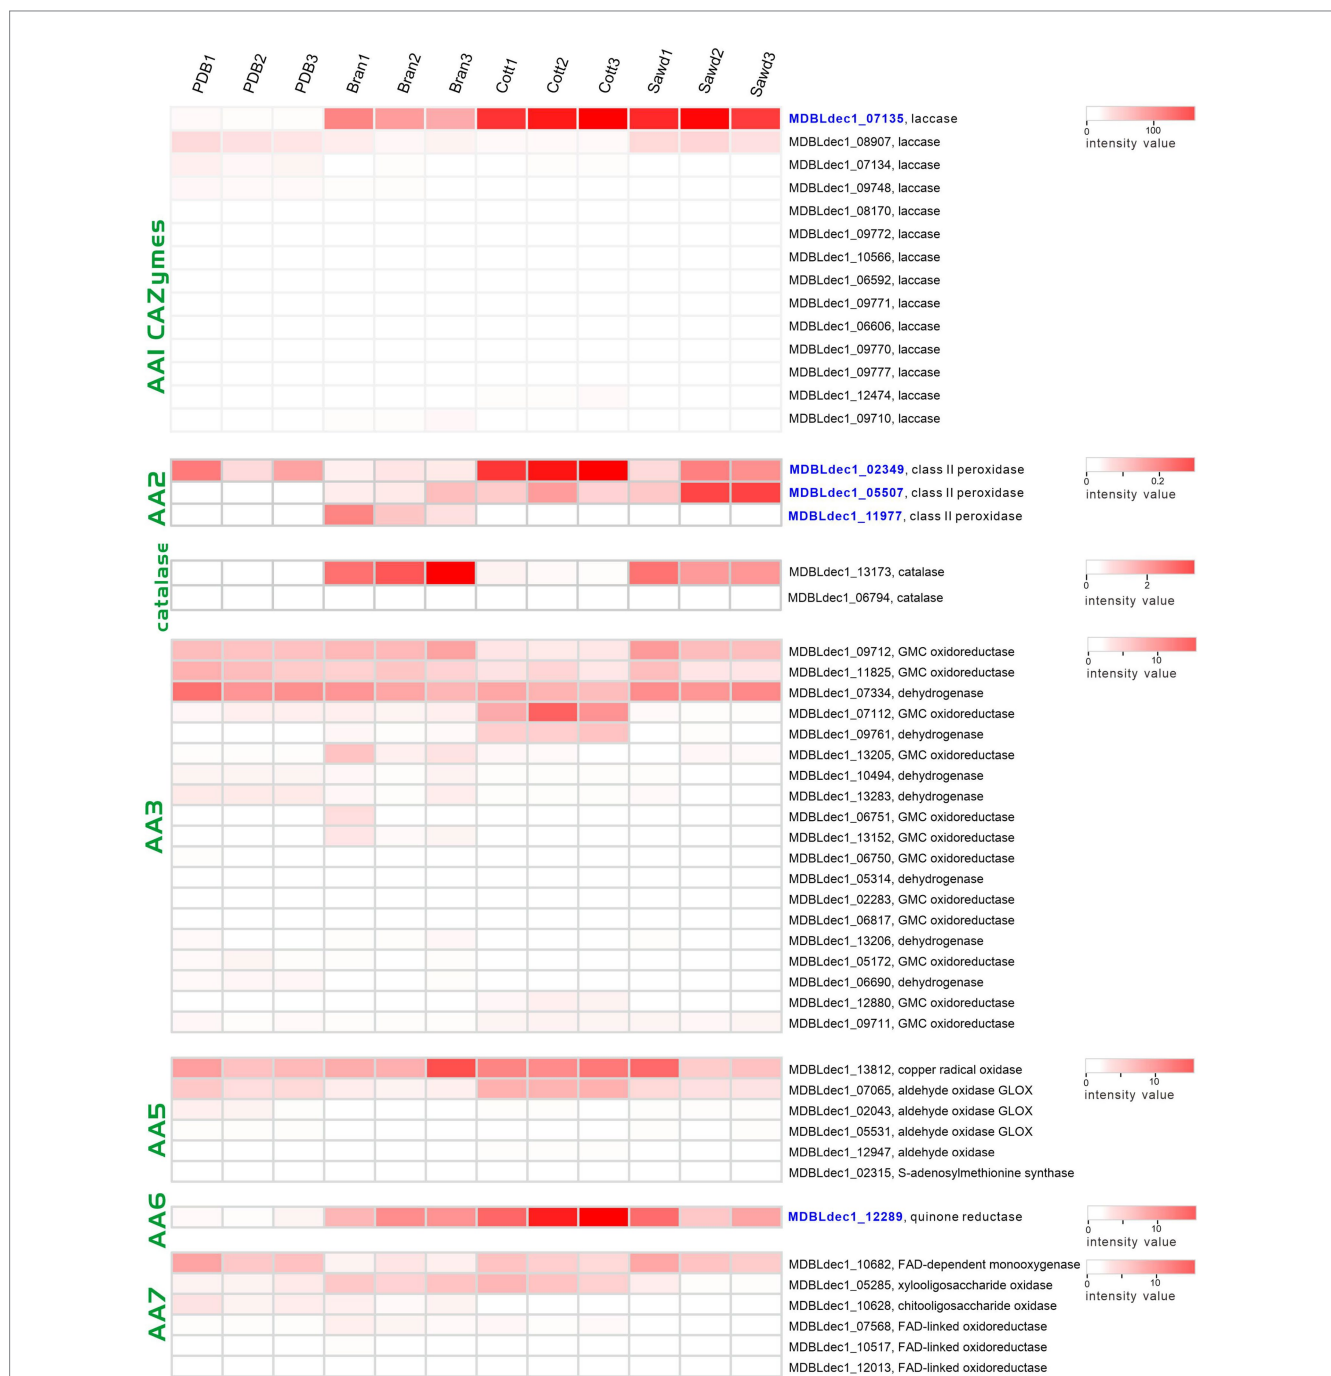 PDB1 PDB2 PDB3 Bran1 Bran2 Bran3 Cott1 Cott2 Cott3 Sawd1 Sawd2 Sawd3
AAI CAZymes
MDBLdec1_07135, laccase
MDBLdec1_08907, laccase
MDBLdec1_07134, laccase
MDBLdec1_09748, laccase
MDBLdec1_08170, laccase
MDBLdec1_09772, laccase
MDBLdec1_10566, laccase
MDBLdec1_06592, laccase
MDBLdec1_09771, laccase
MDBLdec1_06606, laccase
MDBLdec1_09770, laccase
MDBLdec1_09777, laccase
MDBLdec1_12474, laccase
MDBLdec1_09710, laccase
0 100
intensity value
AA2
MDBLdec1_02349, class II peroxidase
MDBLdec1_05507, class II peroxidase
MDBLdec1_11977, class II peroxidase
0 0.2
intensity value
catalase
MDBLdec1_13173, catalase
MDBLdec1_06794, catalase
0 2
intensity value
AA3
MDBLdec1_09712, GMC oxidoreductase
MDBLdec1_11825, GMC oxidoreductase
MDBLdec1_07334, dehydrogenase
MDBLdec1_07112, GMC oxidoreductase
MDBLdec1_09761, dehydrogenase
MDBLdec1_13205, GMC oxidoreductase
MDBLdec1_10494, dehydrogenase
MDBLdec1_13283, dehydrogenase
MDBLdec1_06751, GMC oxidoreductase
MDBLdec1_13152, GMC oxidoreductase
MDBLdec1_06750, GMC oxidoreductase
MDBLdec1_05314, dehydrogenase
MDBLdec1_02283, GMC oxidoreductase
MDBLdec1_06817, GMC oxidoreductase
MDBLdec1_13206, dehydrogenase
MDBLdec1_05172, GMC oxidoreductase
MDBLdec1_06690, dehydrogenase
MDBLdec1_12880, GMC oxidoreductase
MDBLdec1_09711, GMC oxidoreductase
0 10
intensity value
AA5
MDBLdec1_13812, copper radical oxidase
MDBLdec1_07065, aldehyde oxidase GLOX
MDBLdec1_02043, aldehyde oxidase GLOX
MDBLdec1_05531, aldehyde oxidase GLOX
MDBLdec1_12947, aldehyde oxidase
MDBLdec1_02315, S-adenosylmethionine synthase
0 10
intensity value
AA6
MDBLdec1_12289, quinone reductase
0 10
intensity value
AA7
MDBLdec1_10682, FAD-dependent monooxygenase
MDBLdec1_05285, xylooligosaccharide oxidase
MDBLdec1_10628, chitooligosaccharide oxidase
MDBLdec1_07568, FAD-linked oxidoreductase
MDBLdec1_10517, FAD-linked oxidoreductase
MDBLdec1_12013, FAD-linked oxidoreductase
0 10
intensity value